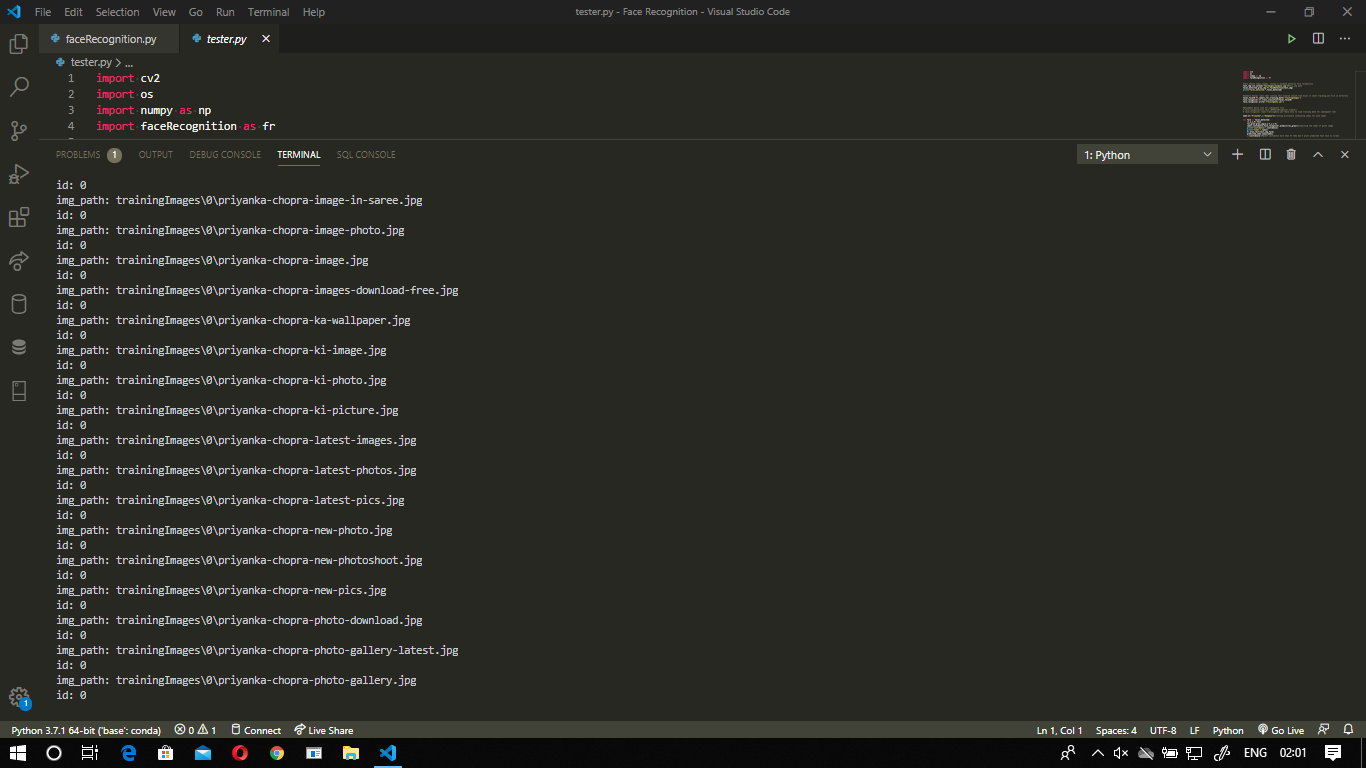 File Edit Selection View Go Run Terminal Help tester.py - Face Recognition - Visual Studio Code
faceRecognition.py tester.py
tester.py > ...
1 import cv2
2 import os
3 import numpy as np
4 import faceRecognition as fr
PROBLEMS 1 OUTPUT DEBUG CONSOLE TERMINAL SQL CONSOLE 1: Python
id: 0
img_path: trainingImages\0\priyanka-chopra-image-in-saree.jpg
id: 0
img_path: trainingImages\0\priyanka-chopra-image-photo.jpg
id: 0
img_path: trainingImages\0\priyanka-chopra-image.jpg
id: 0
img_path: trainingImages\0\priyanka-chopra-images-download-free.jpg
id: 0
img_path: trainingImages\0\priyanka-chopra-ka-wallpaper.jpg
id: 0
img_path: trainingImages\0\priyanka-chopra-ki-image.jpg
id: 0
img_path: trainingImages\0\priyanka-chopra-ki-photo.jpg
id: 0
img_path: trainingImages\0\priyanka-chopra-ki-picture.jpg
id: 0
img_path: trainingImages\0\priyanka-chopra-latest-images.jpg
id: 0
img_path: trainingImages\0\priyanka-chopra-latest-photos.jpg
id: 0
img_path: trainingImages\0\priyanka-chopra-latest-pics.jpg
id: 0
img_path: trainingImages\0\priyanka-chopra-new-photo.jpg
id: 0
img_path: trainingImages\0\priyanka-chopra-new-photoshoot.jpg
id: 0
img_path: trainingImages\0\priyanka-chopra-new-pics.jpg
id: 0
img_path: trainingImages\0\priyanka-chopra-photo-download.jpg
id: 0
img_path: trainingImages\0\priyanka-chopra-photo-gallery-latest.jpg
id: 0
img_path: trainingImages\0\priyanka-chopra-photo-gallery.jpg
id: 0
1
Python 3.7.1 64-bit ('base': conda) 0 1 Connect Live Share Ln 1, Col 1 Spaces: 4 UTF-8 LF Python Go Live
ENG 02:01